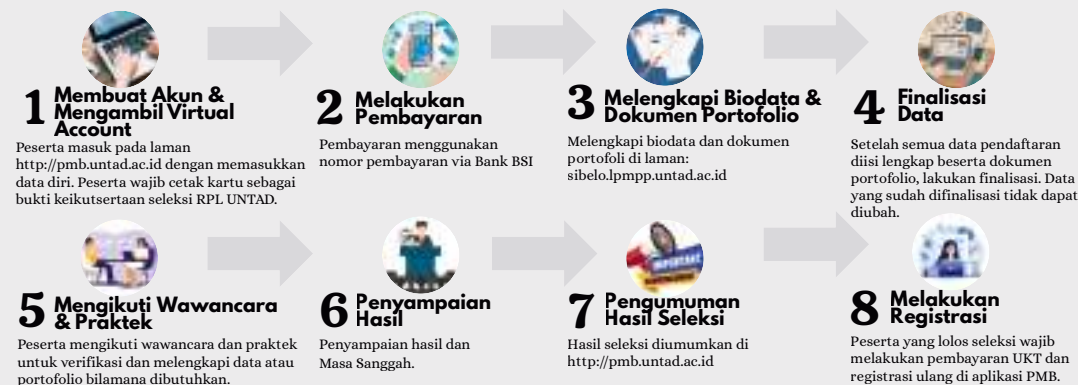 1 Membuat Akun &
Mengambil Virtual
Account
Peserta masuk pada laman
http://pmb.untad.ac.id dengan memasukkan
data diri. Peserta wajib cetak kartu sebagai
bukti keikutsertaan seleksi RPL UNTAD.
2 Melakukan
Pembayaran
Pembayaran menggunakan
nomor pembayaran via Bank BSI
3 Melengkapi Biodata &
Dokumen Portofolio
Melengkapi biodata dan dokumen
portofoli di laman:
sibelo.lpmpp.untad.ac.id
4 Finalisasi
Data
Setelah semua data pendaftaran
diisi lengkap beserta dokumen
portofolio, lakukan finalisasi. Data
yang sudah difinalisasi tidak dapat
diubah.
5 Mengikuti Wawancara
& Praktek
Peserta mengikuti wawancara dan praktek
untuk verifikasi dan melengkapi data atau
portofolio bilamana dibutuhkan.
6 Penyampaian
Hasil
Penyampaian hasil dan
Masa Sanggah.
IMPORTANT
7 Pengumuman
Hasil Seleksi
Hasil seleksi diumumkan di
http://pmb.untad.ac.id
8 Melakukan
Registrasi
Peserta yang lolos seleksi wajib
melakukan pembayaran UKT dan
registrasi ulang di aplikasi PMB.